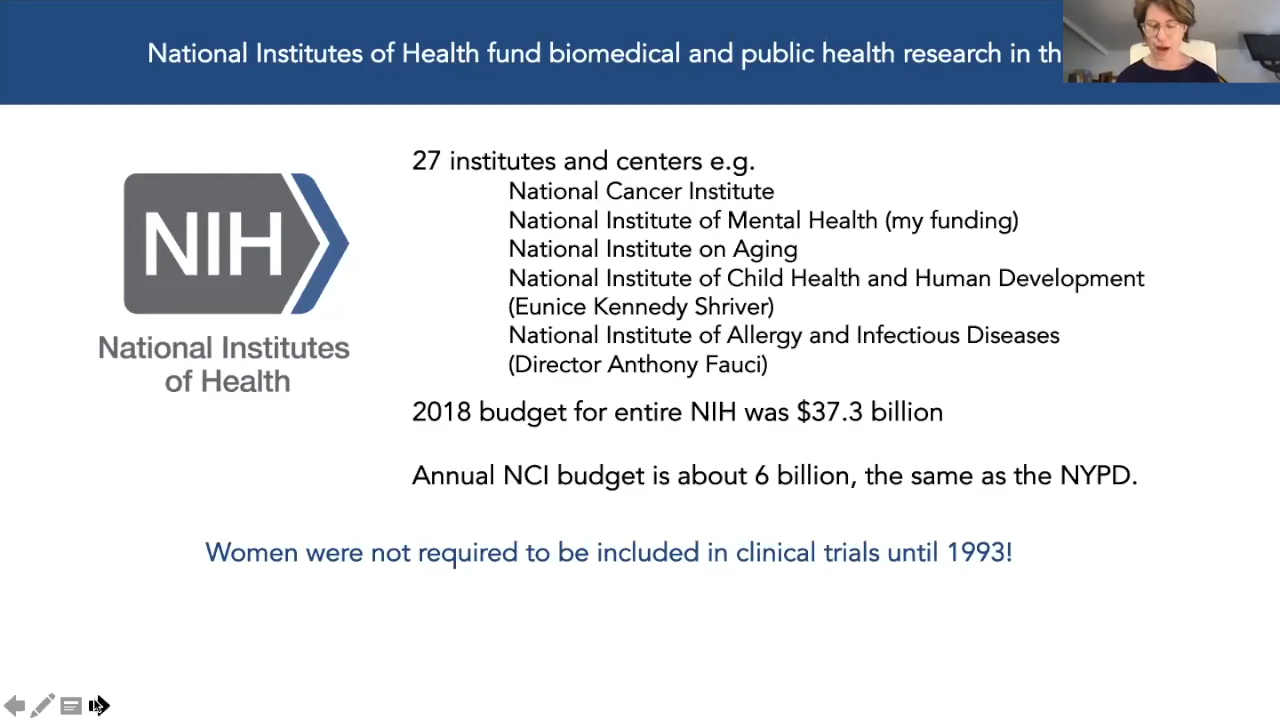 National Institutes of Health fund biomedical and public health research in th
27 institutes and centers e.g.
National Cancer Institute
National Institute of Mental Health (my funding)
National Institute on Aging
National Institute of Child Health and Human Development
(Eunice Kennedy Shriver)
National Institute of Allergy and Infectious Diseases
(Director Anthony Fauci)
NIH
National Institutes
of Health
2018 budget for entire NIH was $37.3 billion
Annual NCI budget is about 6 billion, the same as the NYPD.
Women were not required to be included in clinical trials until 1993!